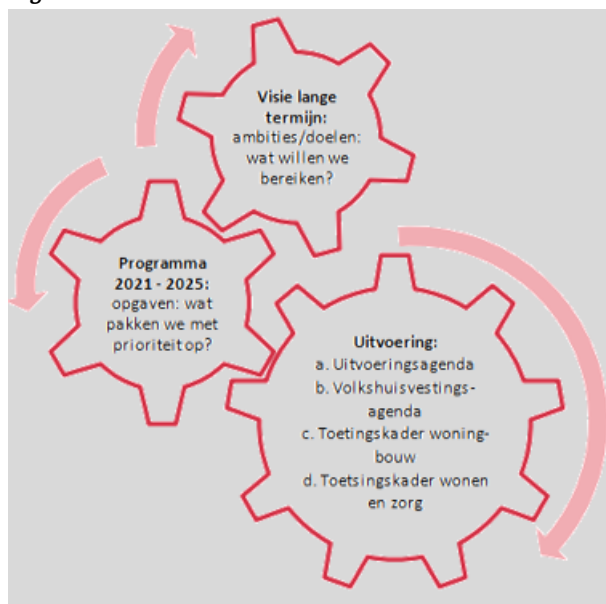 Visie lange
termijn:
ambities/doelen:
wat willen we
bereiken?
Programma
2021 - 2025:
opgaven: wat
pakken we met
prioriteit op?
Uitvoering:
a. Uitvoeringsagenda
b. Volkshuisvestings-
agenda
c. Toetingskader woning-
bouw
d. Toetsingskader wonen
en zorg